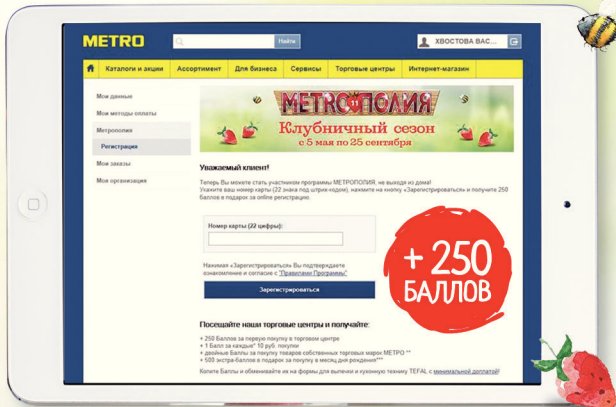 METRO
Найти
ХВОСТОВА ВАС...
Каталоги и акции Ассортимент Для бизнеса Сервисы Торговые центры Интернет-магазин
Мои данные
Мои методы оплаты
Метрополия
Регистрация
Мои заказы
Моя организация
METROПОЛИЯ
11
Клубничный сезон
с 5 мая по 25 сентября
Уважаемый клиент!
Теперь Вы можете стать участником программы МЕТРОПОЛИЯ, не выходя из дома!
Укажите ваш номер карты (22 знака под штрих кодом), нажмите на кнопку «Зарегистрироваться» и получите 250
баллов в подарок за online регистрацию.
Номер карты (22 цифры):
Нажимая «Зарегистрироваться» Вы подтверждаете
ознакомление и согласие с "Правилами Программы"
Зарегистрироваться
+ 250
БАЛЛОВ
Посещайте наши торговые центры и получайте:
+ 250 Баллов за первую покупку в торговом центре
+ 1 Балл за каждые* 10 руб. покупки
+ двойные Баллы за покупку товаров собственных торговых марок METRO **
+ 500 экстра-баллов в подарок за покупку в месяц дня рождения***
Копите Баллы и обменивайте их на формы для выпечки и кухонную технику TEFAL с минимальной доплатой!